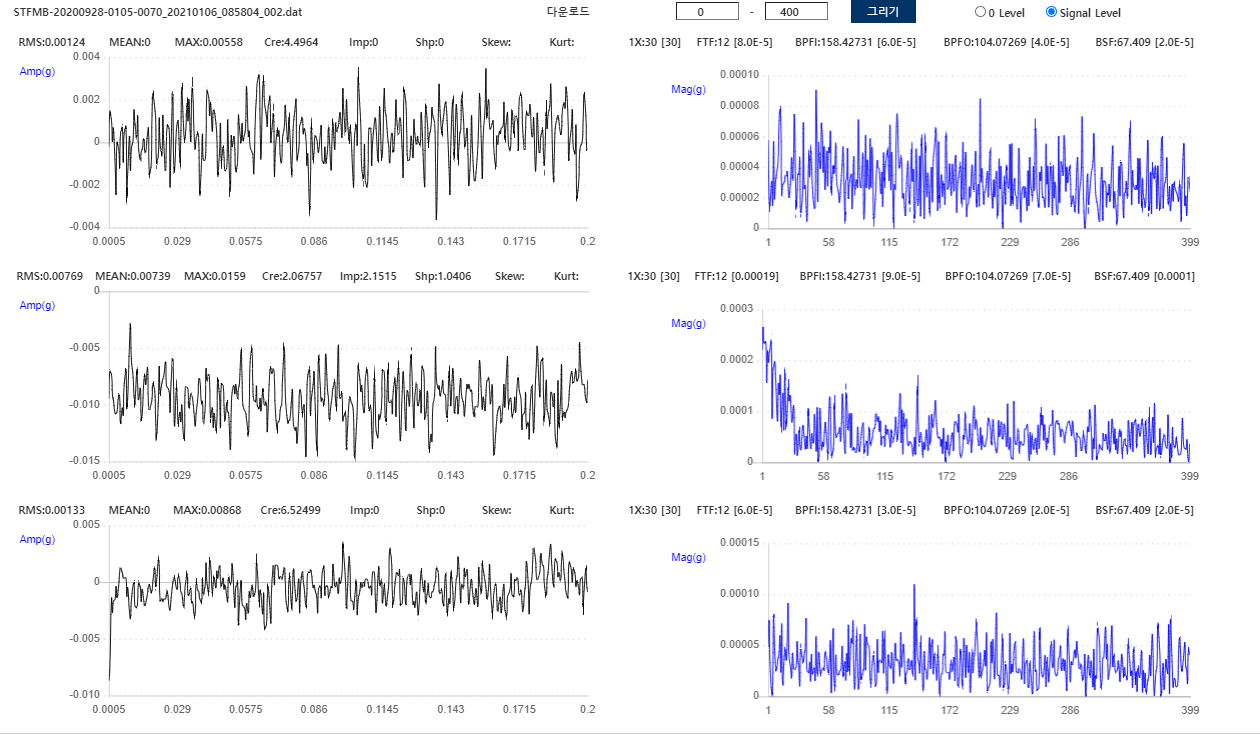 STFMB-20200928-0105-0070_20210106_085804_002.dat 다운로드 0 - 400 그리기 0 Level Signal Level
RMS:0.00124 MEAN:0 MAX:0.00558 Cre:4.4964 Imp:0 Shp:0 Skew: Kurt:
Amp(g)
0.004
0.002
0
-0.002
-0.004
0.0005 0.029 0.0575 0.086 0.1145 0.143 0.1715 0.2
1X:30 [30] FTF:12 [8.0E-5] BPFI:158.42731 [6.0E-5] BPFO:104.07269 [4.0E-5] BSF:67.409 [2.0E-5]
Mag(g)
0.00010
0.00008
0.00006
0.00004
0.00002
0
1 58 115 172 229 286 399
RMS:0.00769 MEAN:0.00739 MAX:0.0159 Cre:2.06757 Imp:2.1515 Shp:1.0406 Skew: Kurt:
Amp(g)
0
-0.005
-0.010
-0.015
0.0005 0.029 0.0575 0.086 0.1145 0.143 0.1715 0.2
1X:30 [30] FTF:12 [0.00019] BPFI:158.42731 [9.0E-5] BPFO:104.07269 [7.0E-5] BSF:67.409 [0.0001]
Mag(g)
0.0003
0.0002
0.0001
0
1 58 115 172 229 286 399
RMS:0.00133 MEAN:0 MAX:0.00868 Cre:6.52499 Imp:0 Shp:0 Skew: Kurt:
Amp(g)
0.005
0
-0.005
-0.010
0.0005 0.029 0.0575 0.086 0.1145 0.143 0.1715 0.2
1X:30 [30] FTF:12 [6.0E-5] BPFI:158.42731 [3.0E-5] BPFO:104.07269 [2.0E-5] BSF:67.409 [2.0E-5]
Mag(g)
0.00015
0.00010
0.00005
0
1 58 115 172 229 286 399